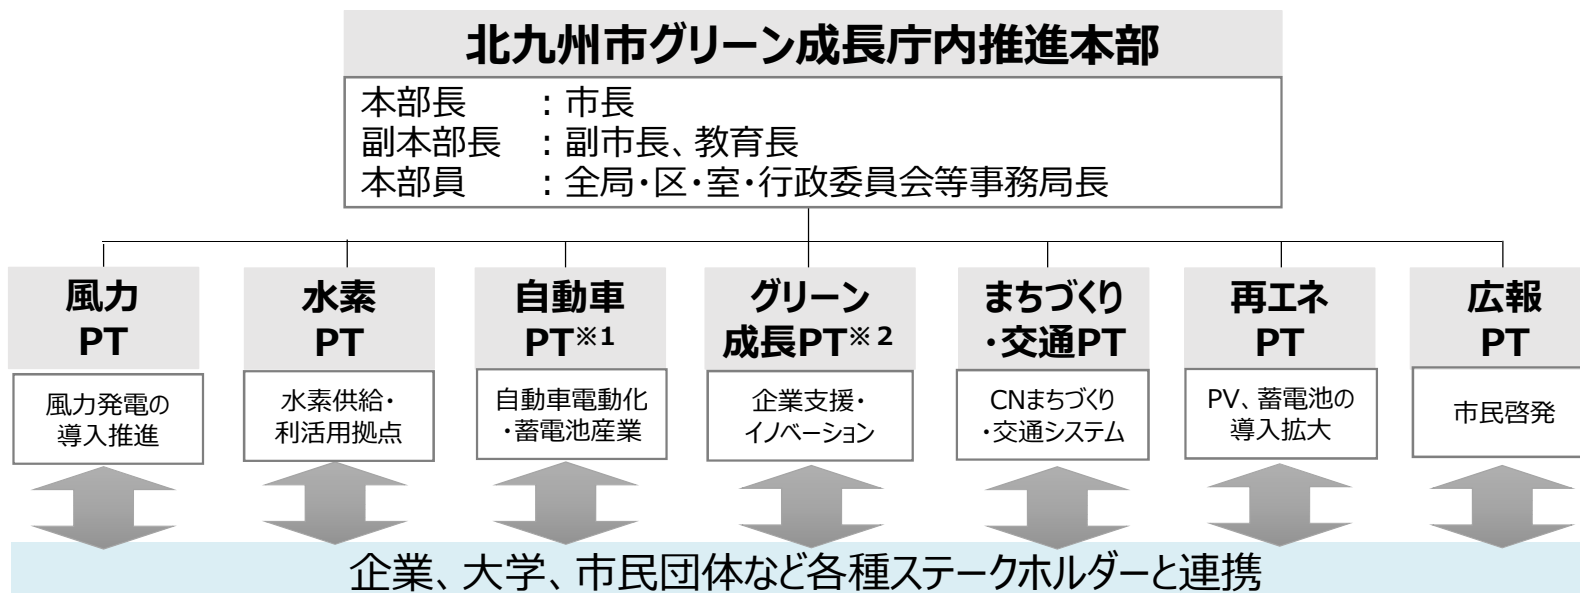 北九州市グリーン成長庁内推進本部
本部長　　：市長
副本部長　：副市長、教育長
本部員　　：全局・区・室・行政委員会等事務局長
風力
PT
風力発電の
導入推進
水素
PT
水素供給・
利活用拠点
自動車
PT※1
自動車電動化
・蓄電池産業
グリーン
成長PT※2
企業支援・
イノベーション
まちづくり
・交通PT
CNまちづくり
・交通システム
再エネ
PT
PV、蓄電池の
導入拡大
広報
PT
市民啓発
企業、大学、市民団体など各種ステークホルダーと連携